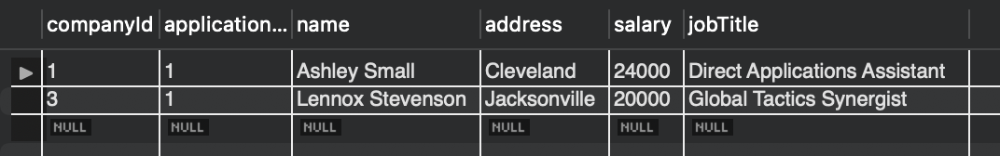 companyId application... name address salary jobTitle
1 1 Ashley Small Cleveland 24000 Direct Applications Assistant
3 1 Lennox Stevenson Jacksonville 20000 Global Tactics Synergist
NULL NULL NULL NULL NULL NULL